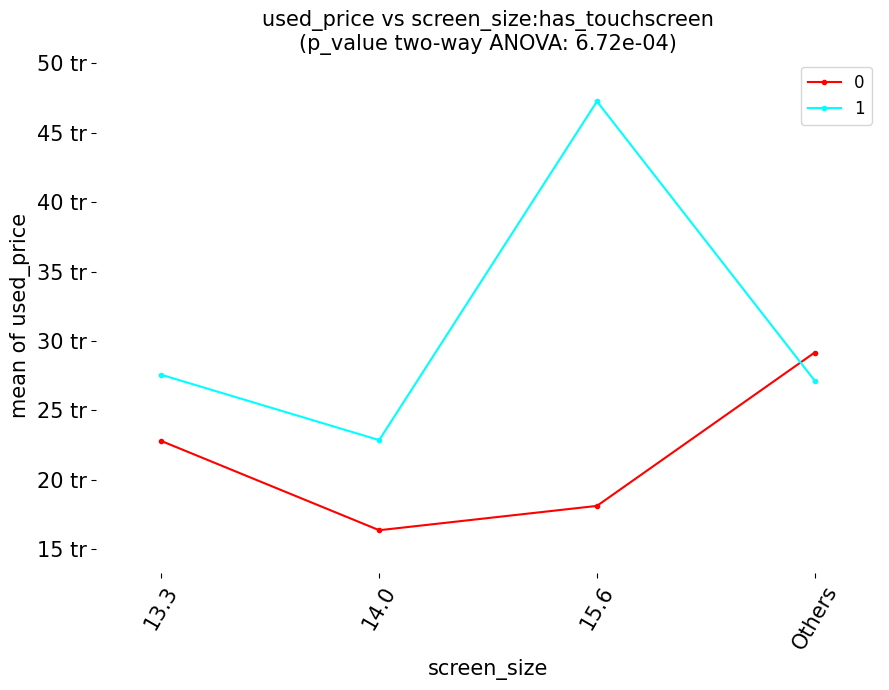 used_price vs screen_size:has_touchscreen
(p_value two-way ANOVA: 6.72e-04)
50 tr
45 tr
40 tr
35 tr
30 tr
25 tr
20 tr
15 tr
mean of used_price
0
1
13.3
14.0
15.6
Others
screen_size